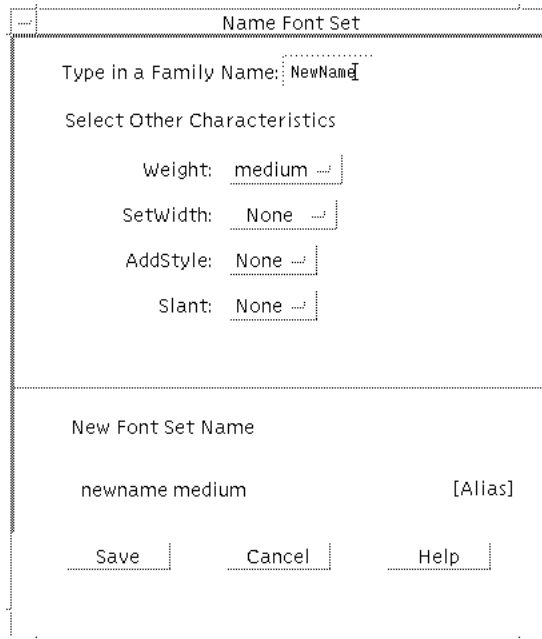 Name Font Set
Type in a Family Name: NewName
Select Other Characteristics
Weight: medium
SetWidth: None
AddStyle: None
Slant: None
New Font Set Name
newname medium [Alias]
Save Cancel Help